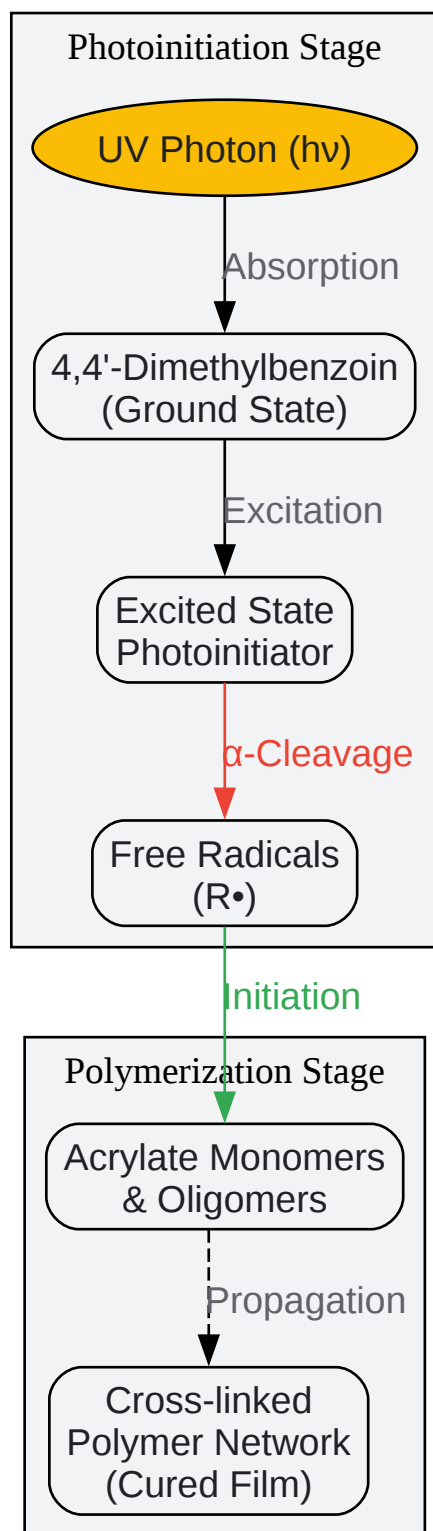 Photoinitiation Stage
UV Photon (hν)
Absorption
4,4'-Dimethylbenzoin
(Ground State)
Excitation
Excited State
Photoinitiator
α-Cleavage
Free Radicals
(R•)
Initiation
Polymerization Stage
Acrylate Monomers
& Oligomers
Propagation
Cross-linked
Polymer Network
(Cured Film)